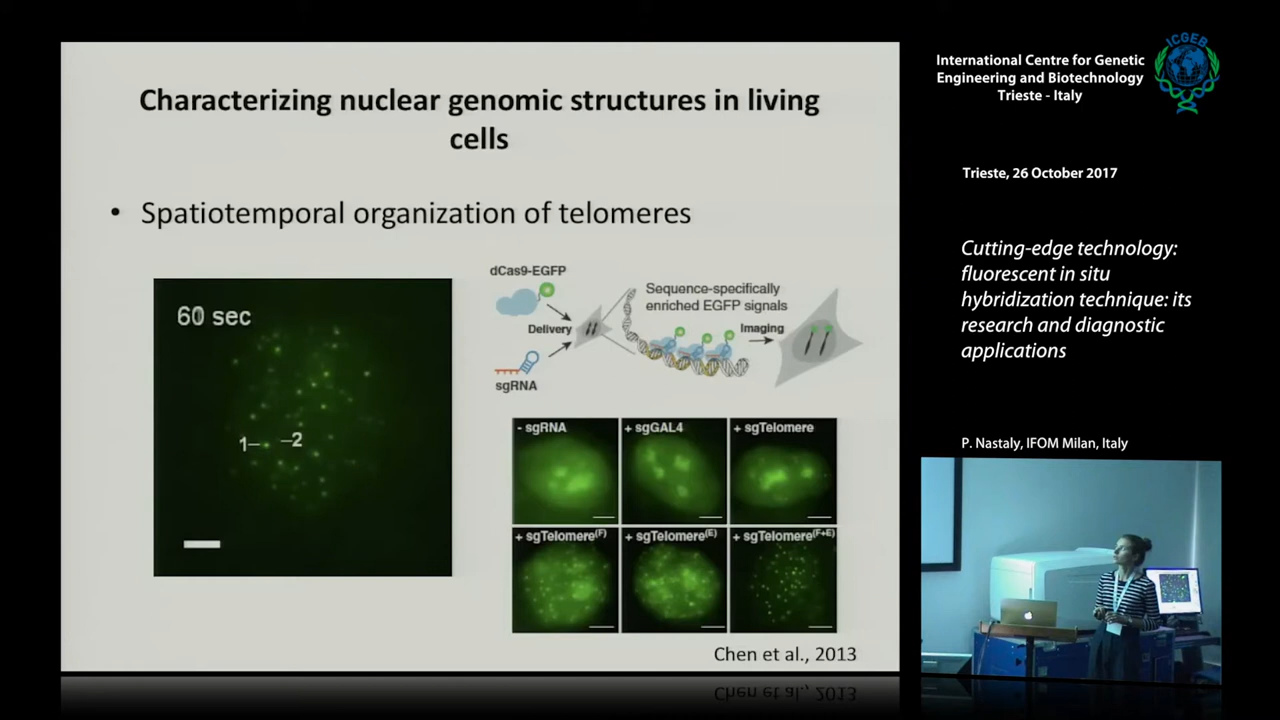 Characterizing nuclear genomic structures in living
cells
• Spatiotemporal organization of telomeres
60 sec
1
2
dCas9-EGFP
Delivery
sgRNA
Sequence-specifically
enriched EGFP signals
Imaging
- sgRNA
+ sgGAL4
+ sgTelomere
+ sgTelomere(F)
+ sgTelomere(E)
+ sgTelomere(F+E)
Chen et al., 2013
International Centre for Genetic
Engineering and Biotechnology
Trieste - Italy
ICGEB
Trieste, 26 October 2017
Cutting-edge technology:
fluorescent in situ
hybridization technique: its
research and diagnostic
applications
P. Nastaly, IFOM Milan, Italy